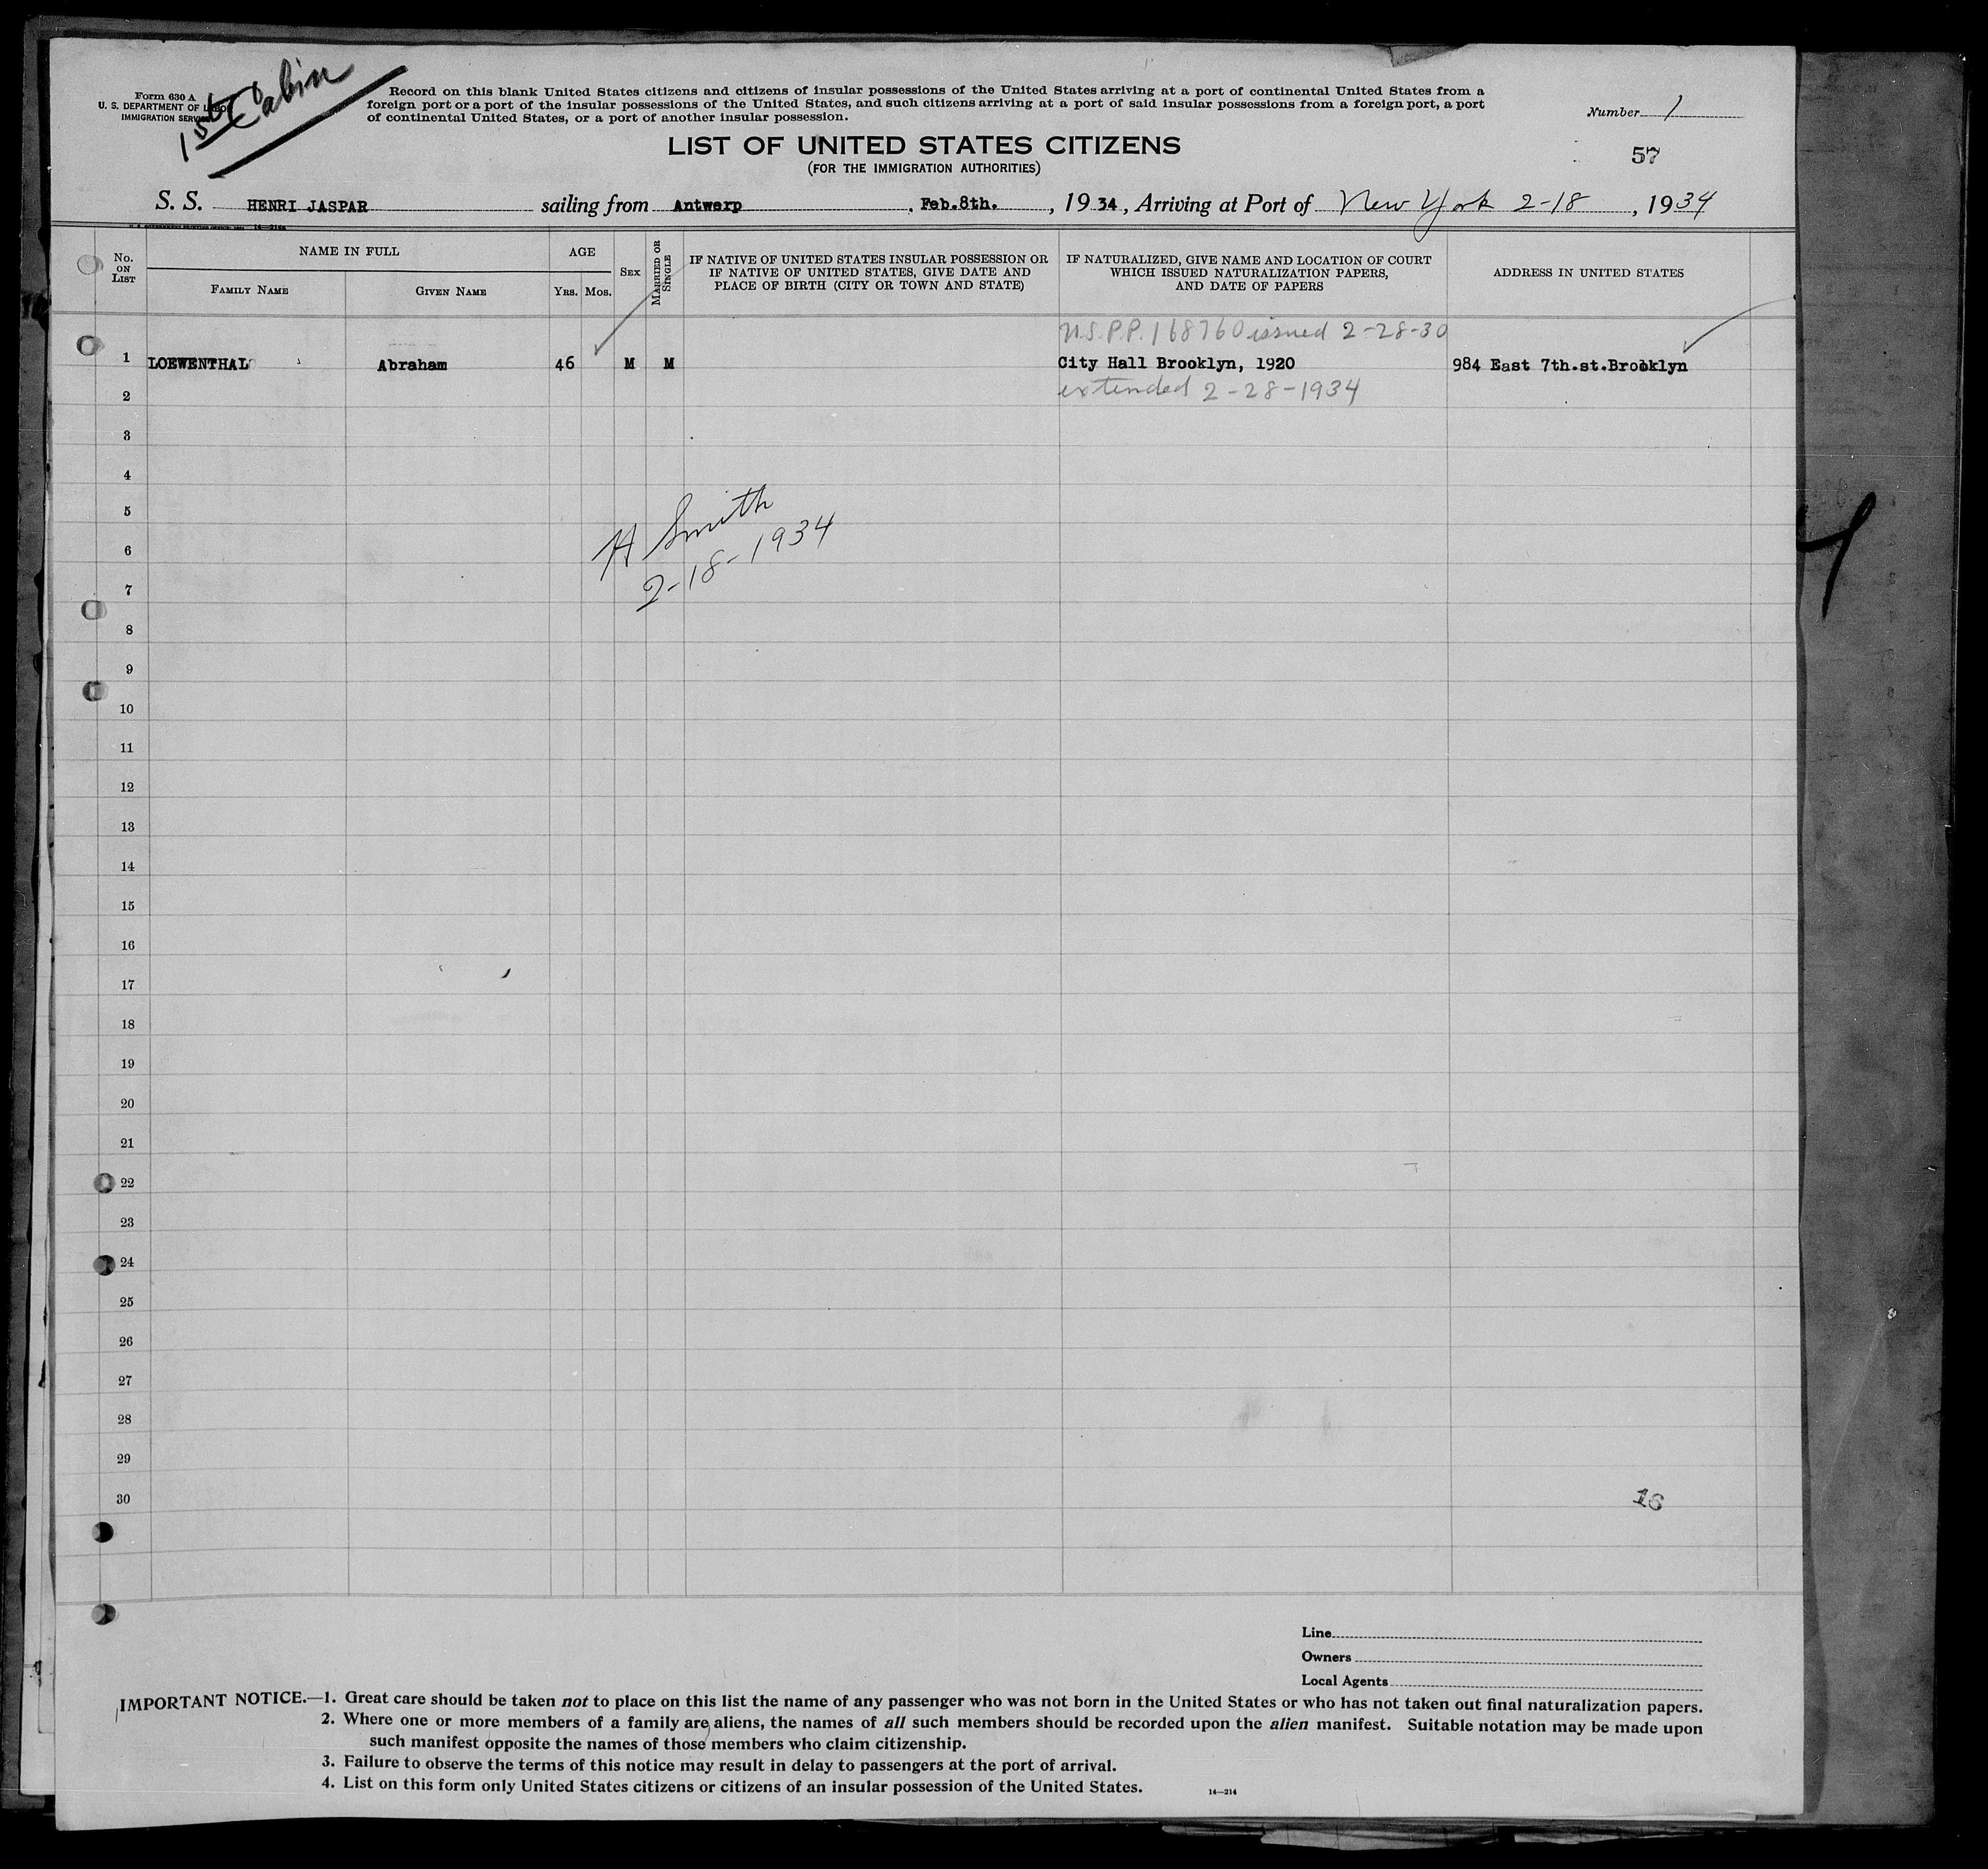 1st Cabin
Form 630 A
U. S. DEPARTMENT OF LABOR
IMMIGRATION SERVICE
Record on this blank United States citizens and citizens of insular possessions of the United States arriving at a port of continental United States from a
foreign port or a port of the insular possessions of the United States, and such citizens arriving at a port of said insular possessions from a foreign port, a port
of continental United States, or a port of another insular possession.
Number 1
LIST OF UNITED STATES CITIZENS
(FOR THE IMMIGRATION AUTHORITIES)
57
S. S. HENRI JASPAR sailing from Antwerp, Feb.8th., 1934, Arriving at Port of New York 2-18, 1934
No. ON LIST
NAME IN FULL
FAMILY NAME
GIVEN NAME
AGE
YRS. MOS.
SEX
MARRIED OR SINGLE
IF NATIVE OF UNITED STATES INSULAR POSSESSION OR
IF NATIVE OF UNITED STATES, GIVE DATE AND
PLACE OF BIRTH (CITY OR TOWN AND STATE)
IF NATURALIZED, GIVE NAME AND LOCATION OF COURT
WHICH ISSUED NATURALIZATION PAPERS,
AND DATE OF PAPERS
ADDRESS IN UNITED STATES
U.S.P.P. 168760 issued 2-28-30
1 LOEWENTHAL Abraham 46 M M City Hall Brooklyn, 1920 984 East 7th.st.Brooklyn
extended 2-28-1934
2
3
4
5
H Smith
6
2-18-1934
7
8
9
10
11
12
13
14
15
16
17
18
19
20
21
22
23
24
25
26
27
28
29
30
16
Line
Owners
Local Agents
IMPORTANT NOTICE.—1. Great care should be taken not to place on this list the name of any passenger who was not born in the United States or who has not taken out final naturalization papers.
2. Where one or more members of a family are aliens, the names of all such members should be recorded upon the alien manifest. Suitable notation may be made upon
such manifest opposite the names of those members who claim citizenship.
3. Failure to observe the terms of this notice may result in delay to passengers at the port of arrival.
4. List on this form only United States citizens or citizens of an insular possession of the United States.
14—214